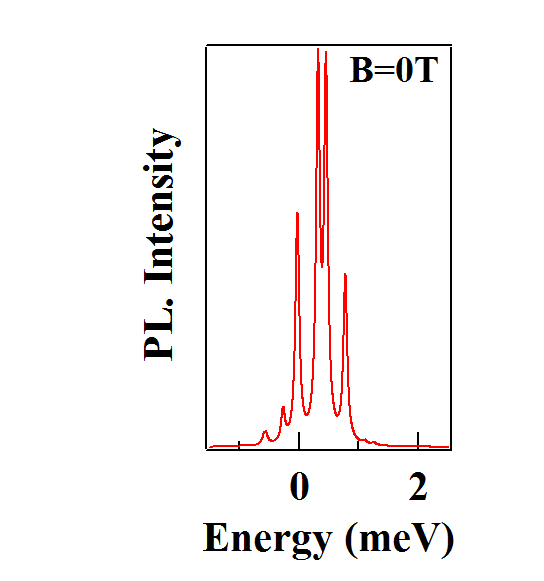 B=0T
PL. Intensity
0 2
Energy (meV)